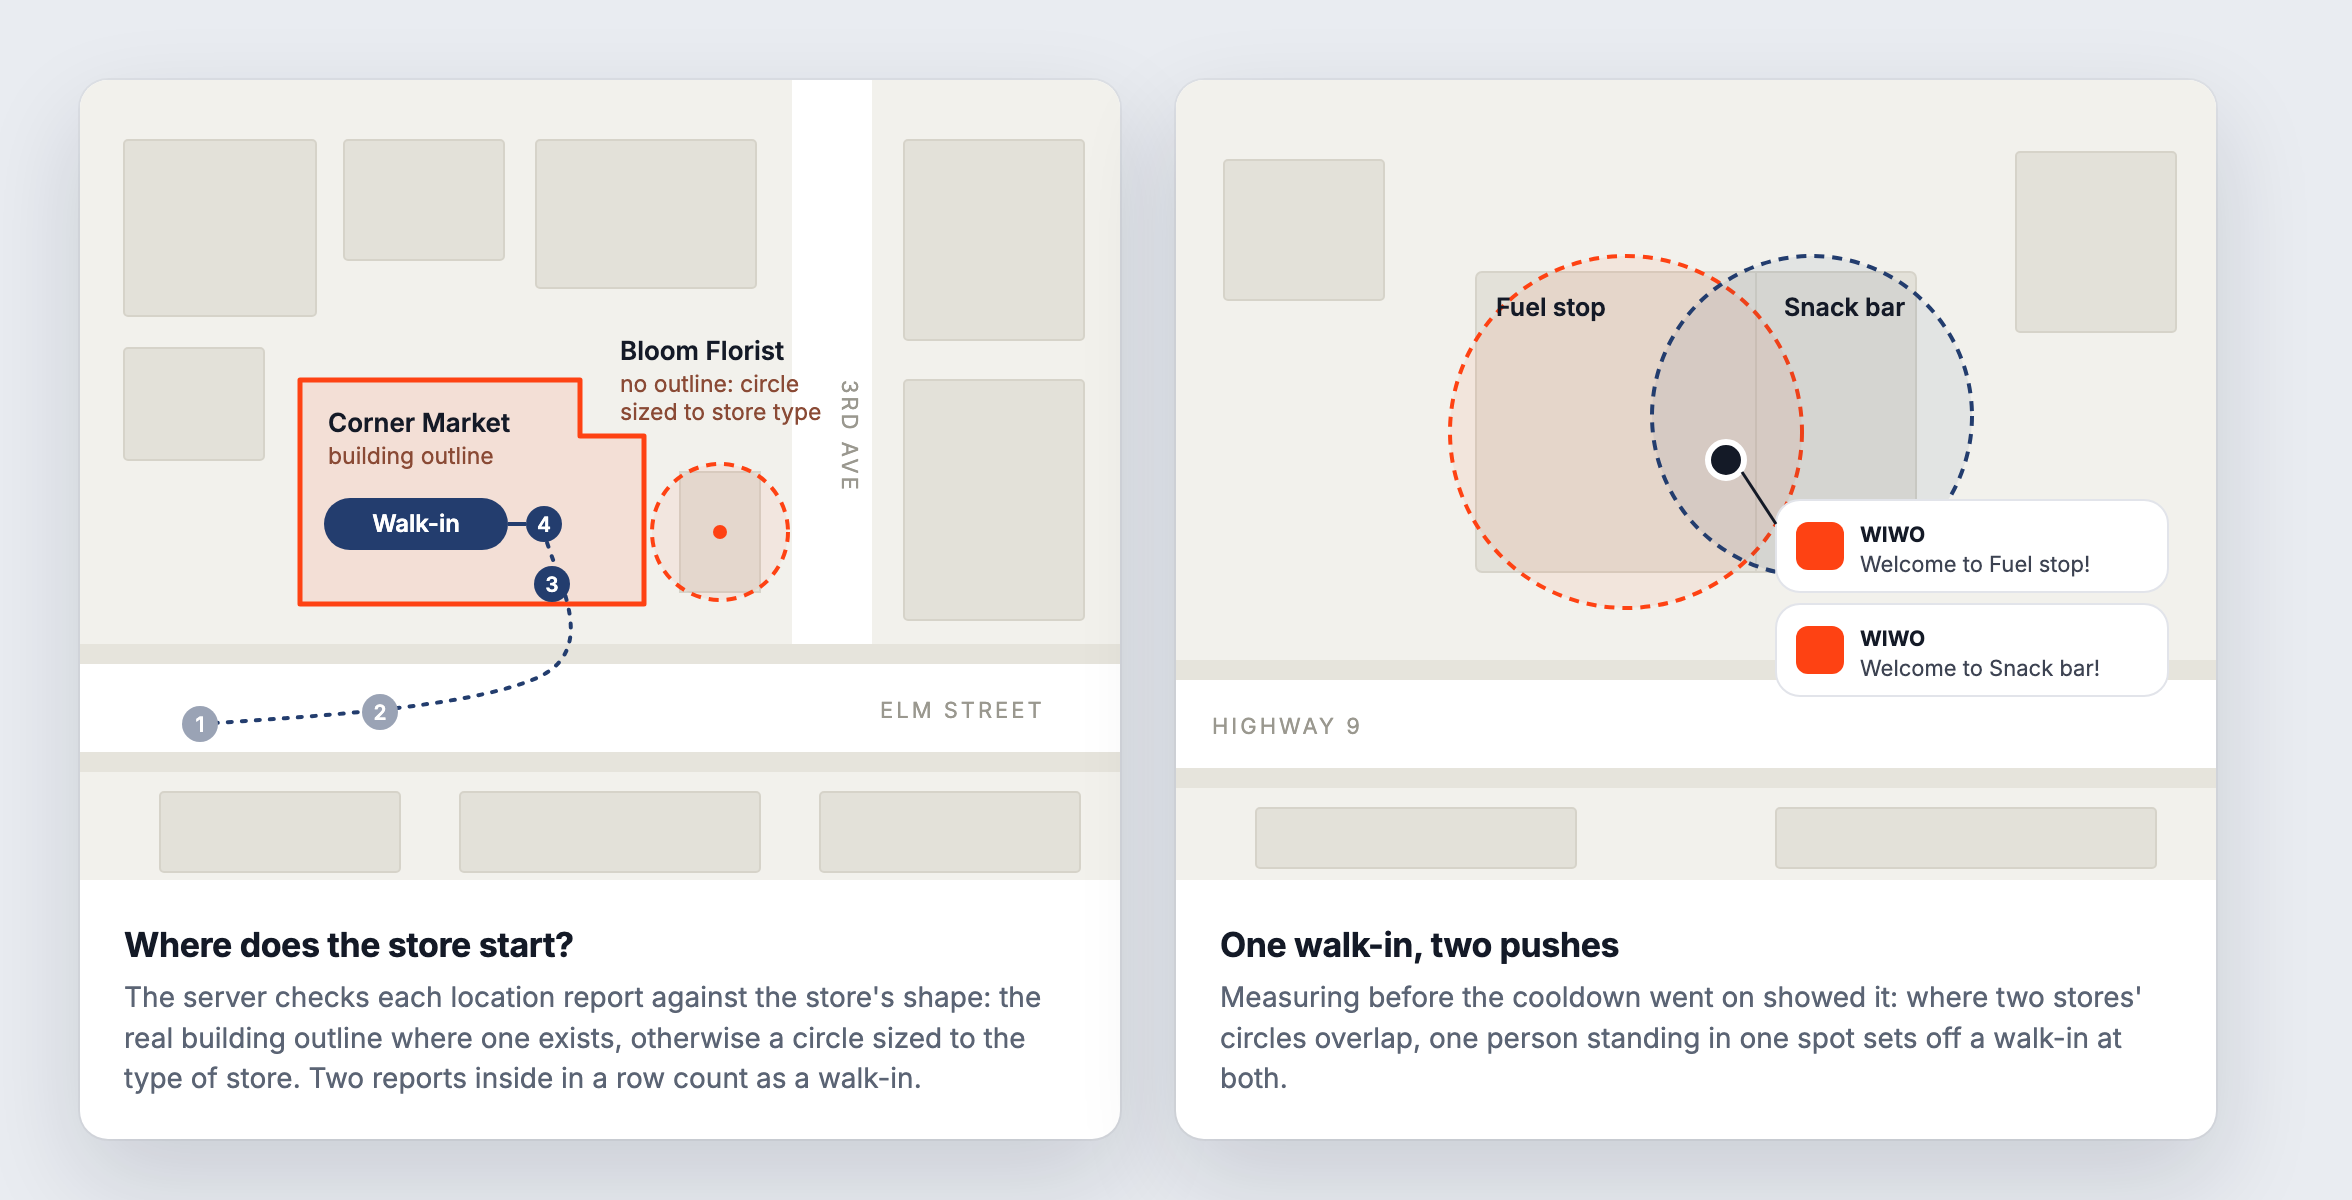 Bloom Florist
no outline: circle
sized to store type
3RD AVE
Corner Market
building outline
Walk-in
4
3
2
1
ELM STREET
Where does the store start?
The server checks each location report against the store's shape: the
real building outline where one exists, otherwise a circle sized to the
type of store. Two reports inside in a row count as a walk-in.
Fuel stop
Snack bar
WIWO
Welcome to Fuel stop!
WIWO
Welcome to Snack bar!
HIGHWAY 9
One walk-in, two pushes
Measuring before the cooldown went on showed it: where two stores'
circles overlap, one person standing in one spot sets off a walk-in at
both.